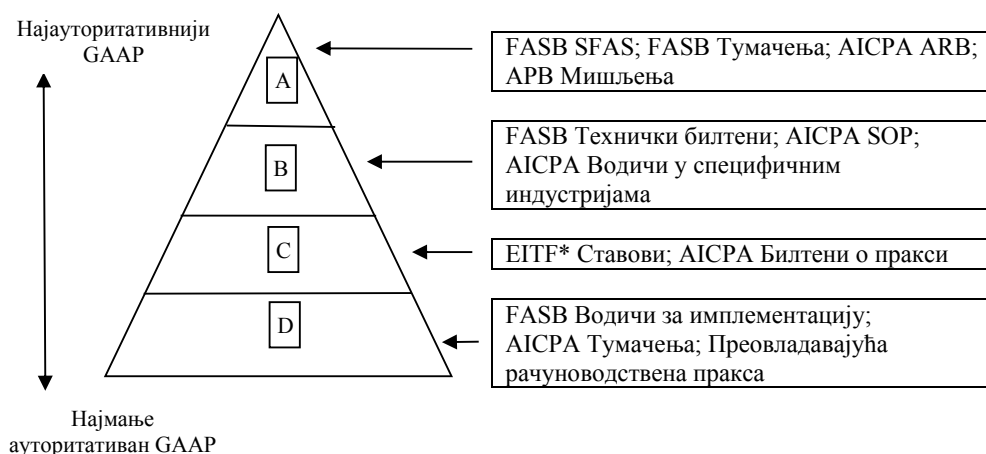 Најауторитативнији
GAAP
A
FASB SFAS; FASB Тумачења; AICPA ARB;
APB Мишљења
B
FASB Технички билтени; AICPA SOP;
AICPA Водичи у специфичним
индустријама
C
EITF* Ставови; AICPA Билтени о пракси
D
FASB Водичи за имплементацију;
AICPA Тумачења; Преовладавајућа
рачуноводствена пракса
Најмање
ауторитативан GAAP